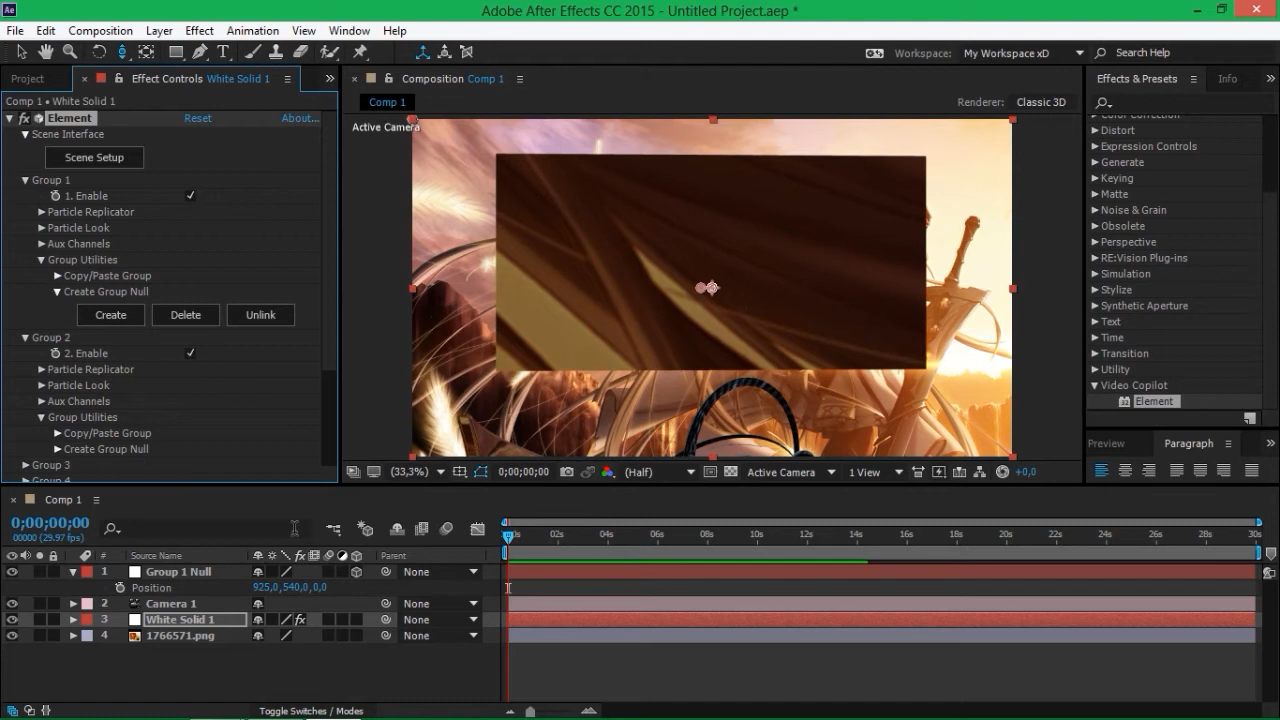 Ae
Adobe After Effects CC 2015 - Untitled Project.aep *
File Edit Composition Layer Effect Animation View Window Help
Workspace: My Workspace xD Search Help
Project Effect Controls White Solid 1 Composition Comp 1 Effects & Presets Info
Comp 1 • White Solid 1
fx Element Reset About...
Scene Interface
Scene Setup
Group 1
1. Enable
Particle Replicator
Particle Look
Aux Channels
Group Utilities
Copy/Paste Group
Create Group Null
Create Delete Unlink
Group 2
2. Enable
Particle Replicator
Particle Look
Aux Channels
Group Utilities
Copy/Paste Group
Create Group Null
Group 3
Group 4
Comp 1 Renderer: Classic 3D
Active Camera
(33,3%) 0;00;00;00 (Half) Active Camera 1 View +0,0
Color Correction
Distort
Expression Controls
Generate
Keying
Matte
Noise & Grain
Obsolete
Perspective
RE:Vision Plug-ins
Simulation
Stylize
Synthetic Aperture
Text
Time
Transition
Utility
Video Copilot
32 Element
Preview Paragraph
Comp 1
0;00;00;00
00000 (29.97 fps)
02s 04s 06s 08s 10s 12s 14s 16s 18s 20s 22s 24s 26s 28s 30s
# Source Name fx Parent
1 Group 1 Null None
Position 925,0,540,0,0,0
2 Camera 1 None
3 White Solid 1 fx None
4 1766571.png None
Toggle Switches / Modes